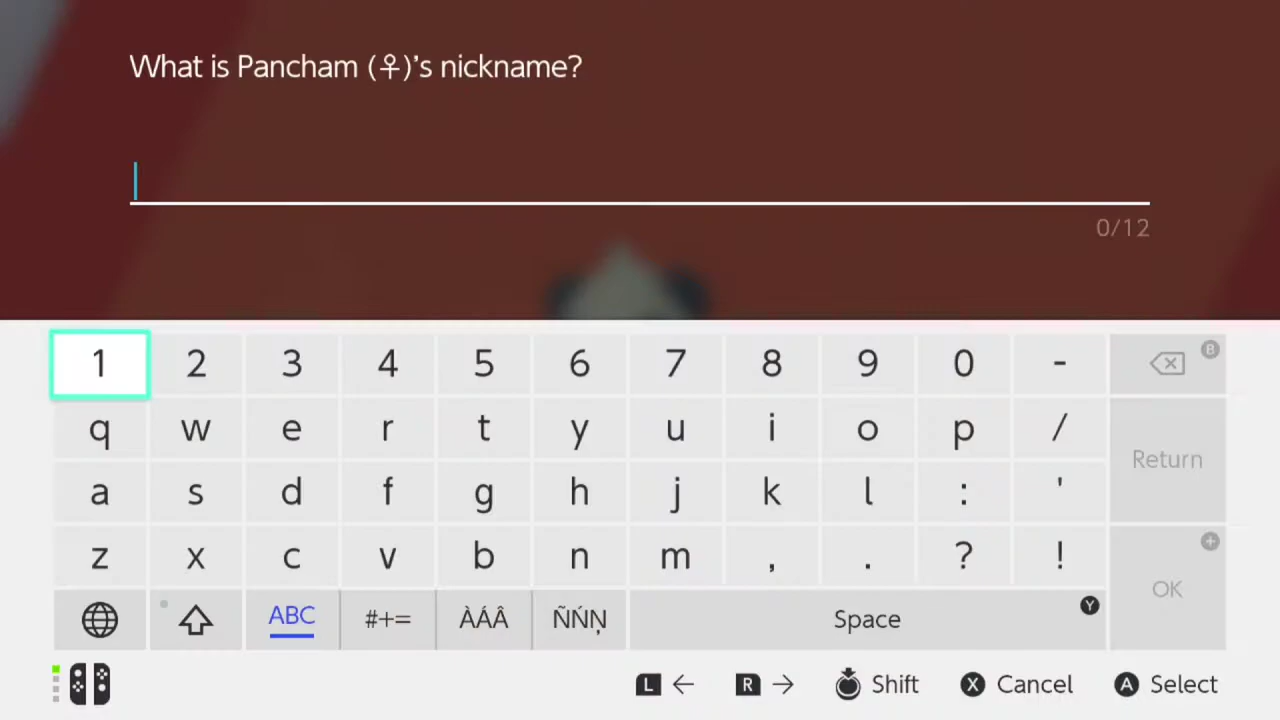 What is Pancham (♀)'s nickname?
0/12
1 2 3 4 5 6 7 8 9 0 - B
q w e r t y u i o p / Return
a s d f g h j k l : '
z x c v b n m , . ? ! + OK
ABC #+= ÀÁÂ ÑŃŅ Space Y
L ← R → Shift X Cancel A Select